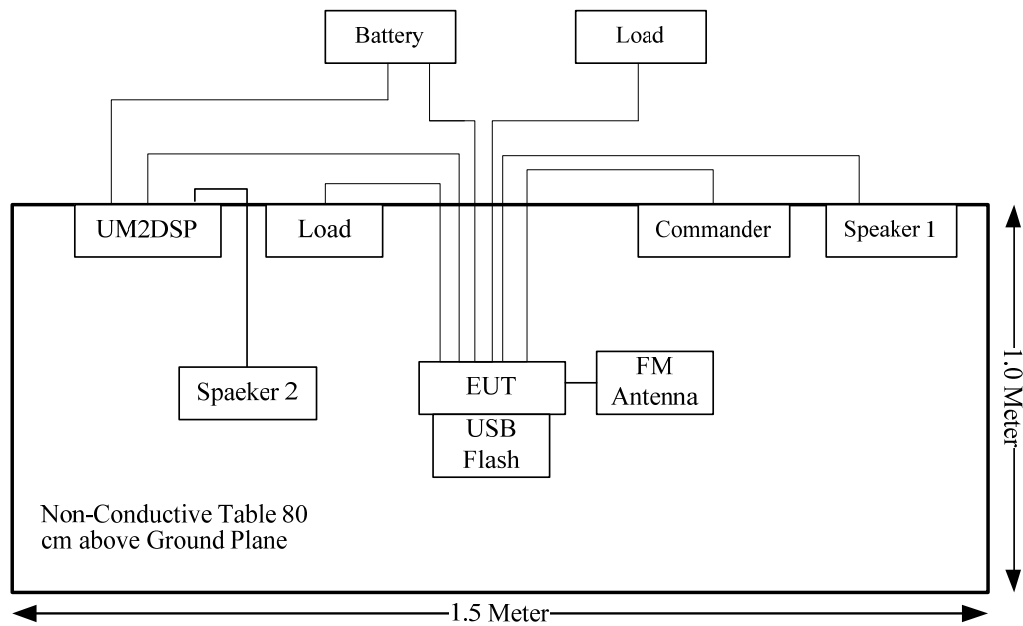 Battery
Load
UM2DSP
Load
Commander
Speaker 1
Spaeker 2
EUT
FM
Antenna
USB
Flash
Non-Conductive Table 80
cm above Ground Plane
1.0 Meter
1.5 Meter